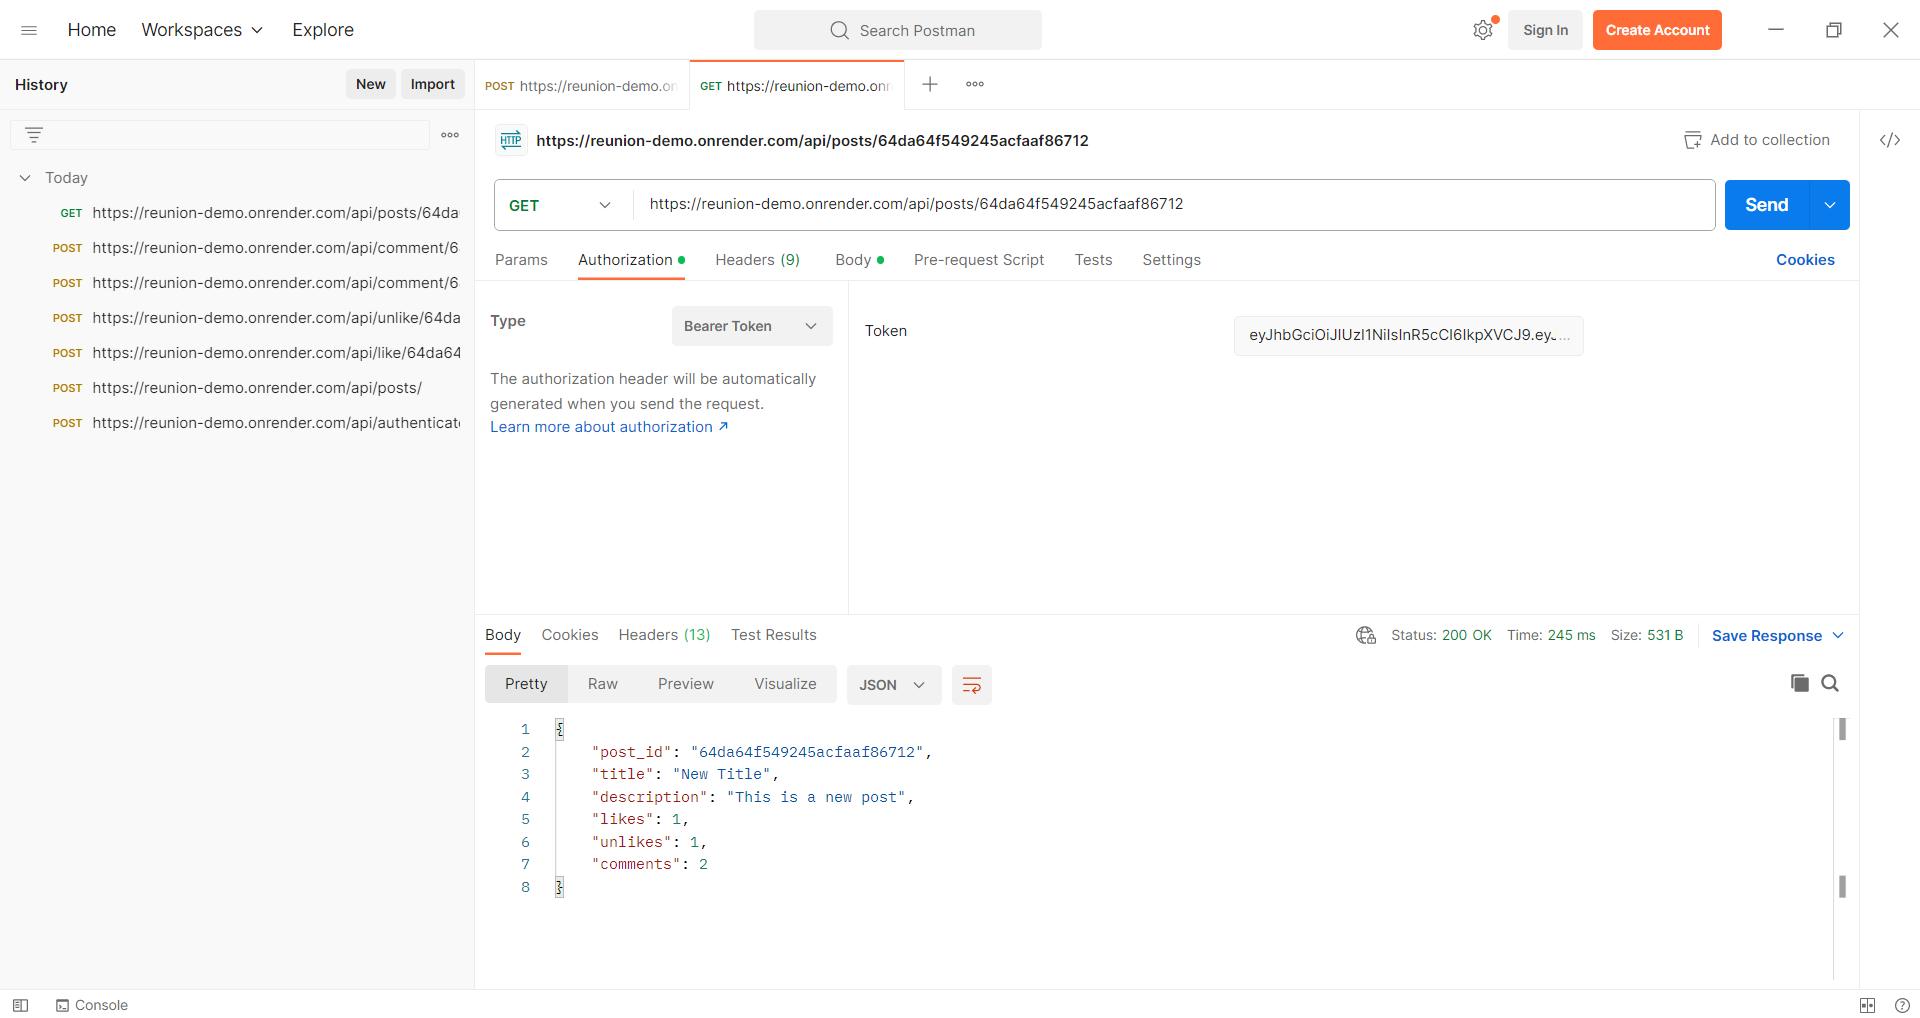 Home Workspaces Explore Search Postman Sign In Create Account
History New Import
POST https://reunion-demo.on
GET https://reunion-demo.onr
HTTP https://reunion-demo.onrender.com/api/posts/64da64f549245acfaaf86712 Add to collection
Today
GET https://reunion-demo.onrender.com/api/posts/64da
POST https://reunion-demo.onrender.com/api/comment/6
POST https://reunion-demo.onrender.com/api/comment/6
POST https://reunion-demo.onrender.com/api/unlike/64da
POST https://reunion-demo.onrender.com/api/like/64da64
POST https://reunion-demo.onrender.com/api/posts/
POST https://reunion-demo.onrender.com/api/authenticat
GET https://reunion-demo.onrender.com/api/posts/64da64f549245acfaaf86712 Send
Params Authorization Headers (9) Body Pre-request Script Tests Settings Cookies
Type Bearer Token
The authorization header will be automatically
generated when you send the request.
Learn more about authorization ↗
Token eyJhbGciOiJIUzI1NiIsInR5cCI6IkpXVCJ9.eyJ...
Body Cookies Headers (13) Test Results Status: 200 OK Time: 245 ms Size: 531 B Save Response
Pretty Raw Preview Visualize JSON
1 {
2 "post_id": "64da64f549245acfaaf86712",
3 "title": "New Title",
4 "description": "This is a new post",
5 "likes": 1,
6 "unlikes": 1,
7 "comments": 2
8 }
Console